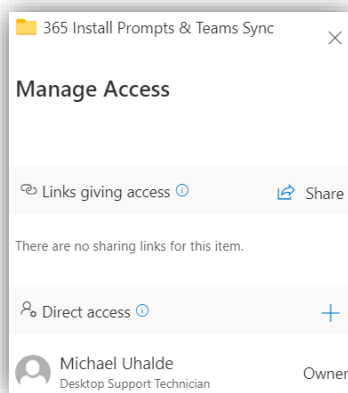 365 Install Prompts & Teams Sync
Manage Access
Links giving access
Share
There are no sharing links for this item.
Direct access
Michael Uhalde
Owner
Desktop Support Technician